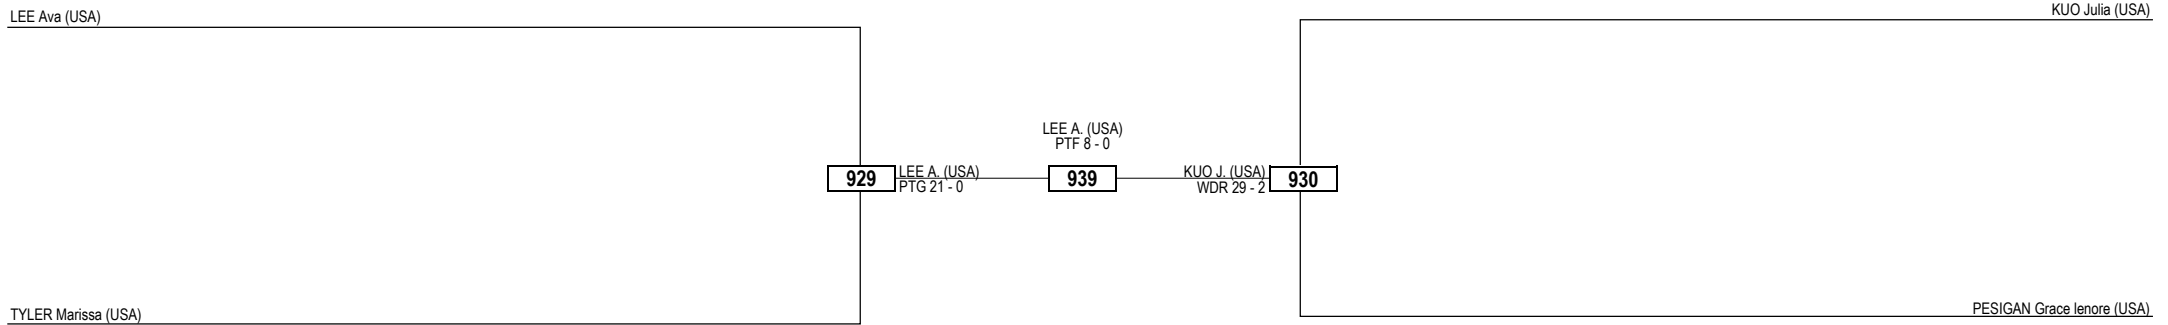 LEE Ava (USA)
KUO Julia (USA)
LEE A. (USA)
PTF 8 - 0
929
LEE A. (USA)
PTG 21 - 0
939
KUO J. (USA)
WDR 29 - 2
930
TYLER Marissa (USA)
PESIGAN Grace lenore (USA)